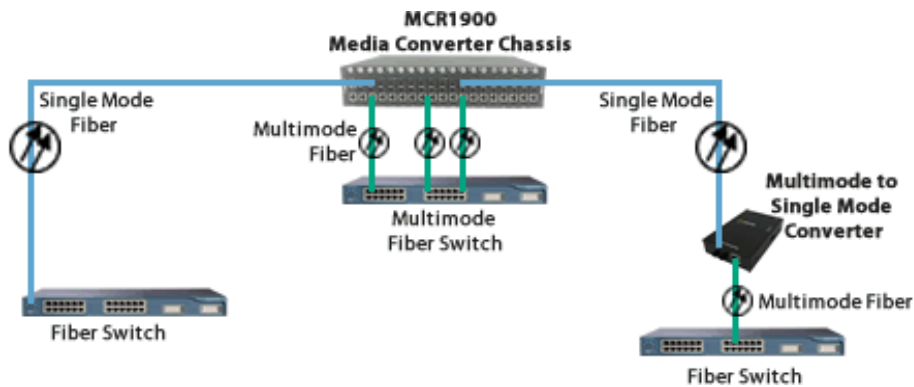 MCR1900
Media Converter Chassis
Single Mode
Fiber
Multimode
Fiber
Single Mode
Fiber
Multimode
Fiber Switch
Multimode to
Single Mode
Converter
Multimode Fiber
Fiber Switch
Fiber Switch